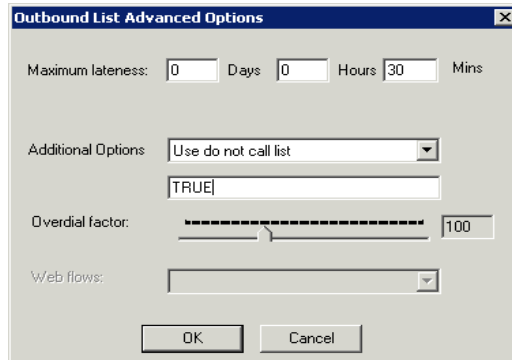 Outbound List Advanced Options
Maximum lateness: 0 Days 0 Hours 30 Mins
Additional Options Use do not call list
TRUE
Overdial factor: 100
Web flows:
OK Cancel